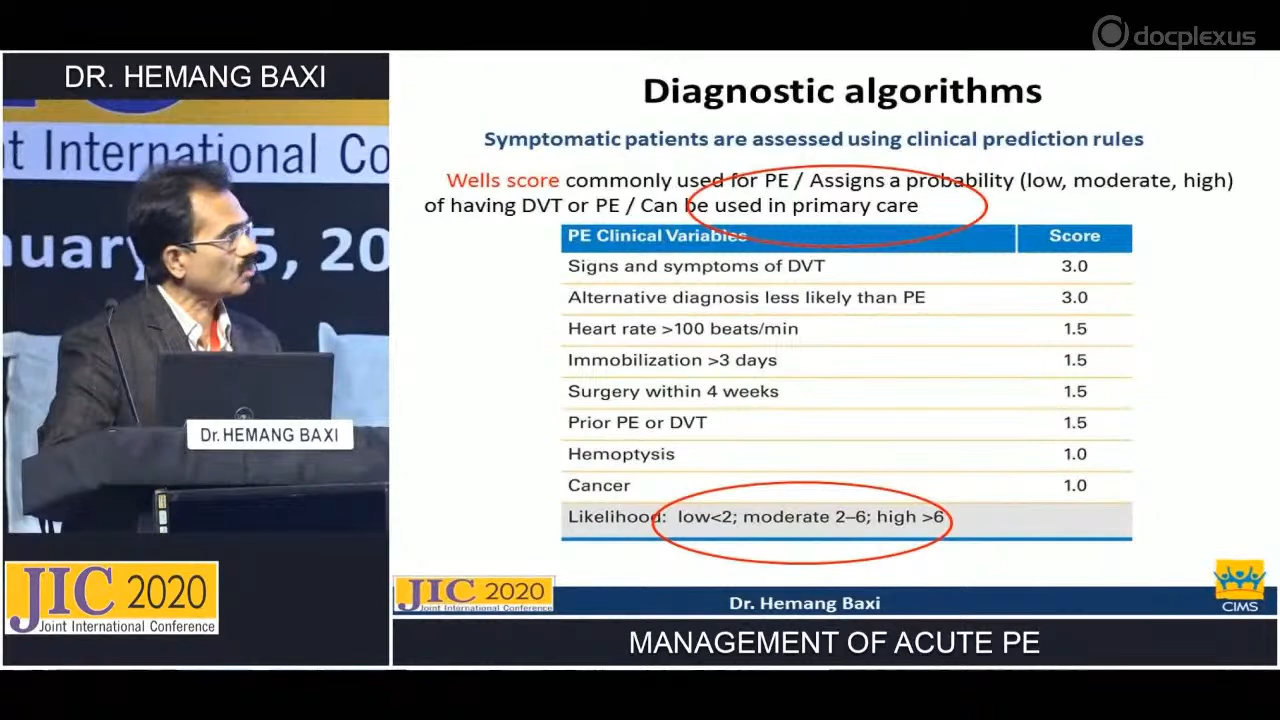 docplexus
DR. HEMANG BAXI
t International Co
nuary
5, 20
Dr. HEMANG BAXI
JIC 2020
Joint International Conference
Diagnostic algorithms
Symptomatic patients are assessed using clinical prediction rules
Wells score commonly used for PE / Assigns a probability (low, moderate, high)
of having DVT or PE / Can be used in primary care
PE Clinical Variables Score
Signs and symptoms of DVT 3.0
Alternative diagnosis less likely than PE 3.0
Heart rate >100 beats/min 1.5
Immobilization >3 days 1.5
Surgery within 4 weeks 1.5
Prior PE or DVT 1.5
Hemoptysis 1.0
Cancer 1.0
Likelihood: low<2; moderate 2–6; high >6
JIC 2020
Joint International Conference
Dr. Hemang Baxi
CIMS
MANAGEMENT OF ACUTE PE